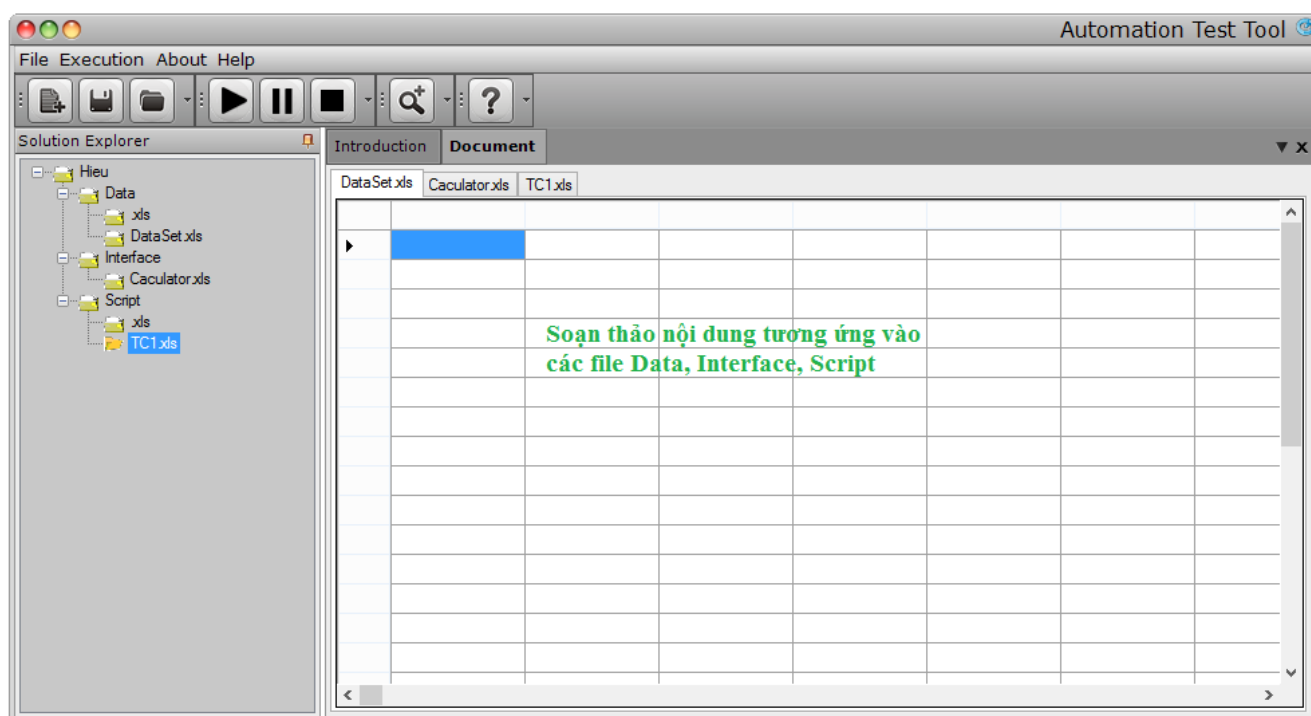 Automation Test Tool
File Execution About Help
Solution Explorer
Introduction Document
Hieu
Data
.xls
DataSet.xls
Interface
Caculator.xls
Script
.xls
TC1.xls
DataSet.xls Caculator.xls TC1.xls
Soạn thảo nội dung tương ứng vào
các file Data, Interface, Script